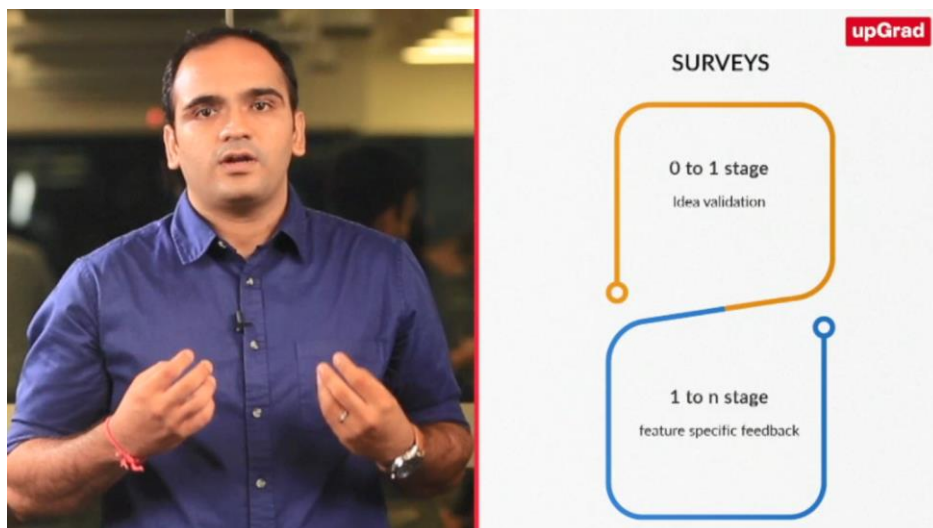 upGrad
SURVEYS
0 to 1 stage
Idea validation
1 to n stage
feature specific feedback